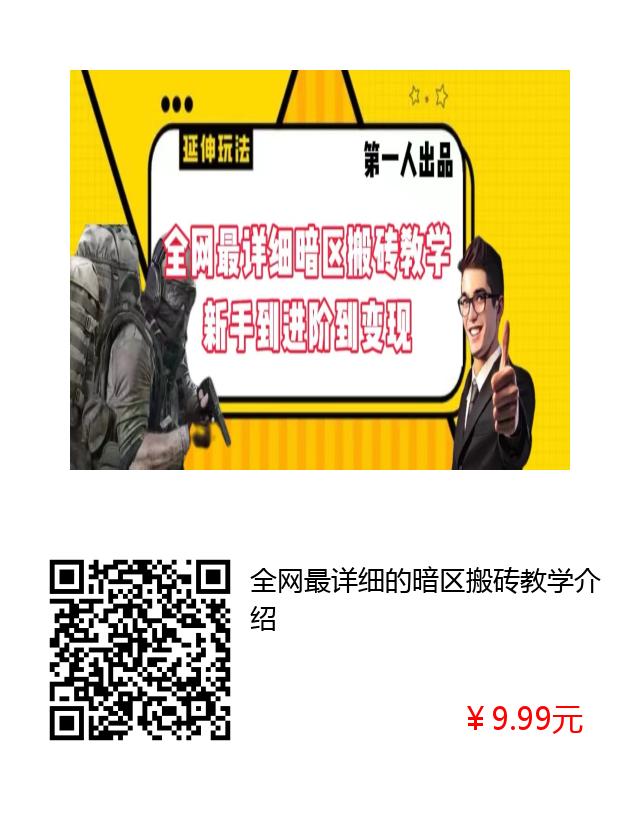 延伸玩法
第一人出品
全网最详细暗区搬砖教学
新手到进阶到变现
全网最详细的暗区搬砖教学介
绍
￥9.99元